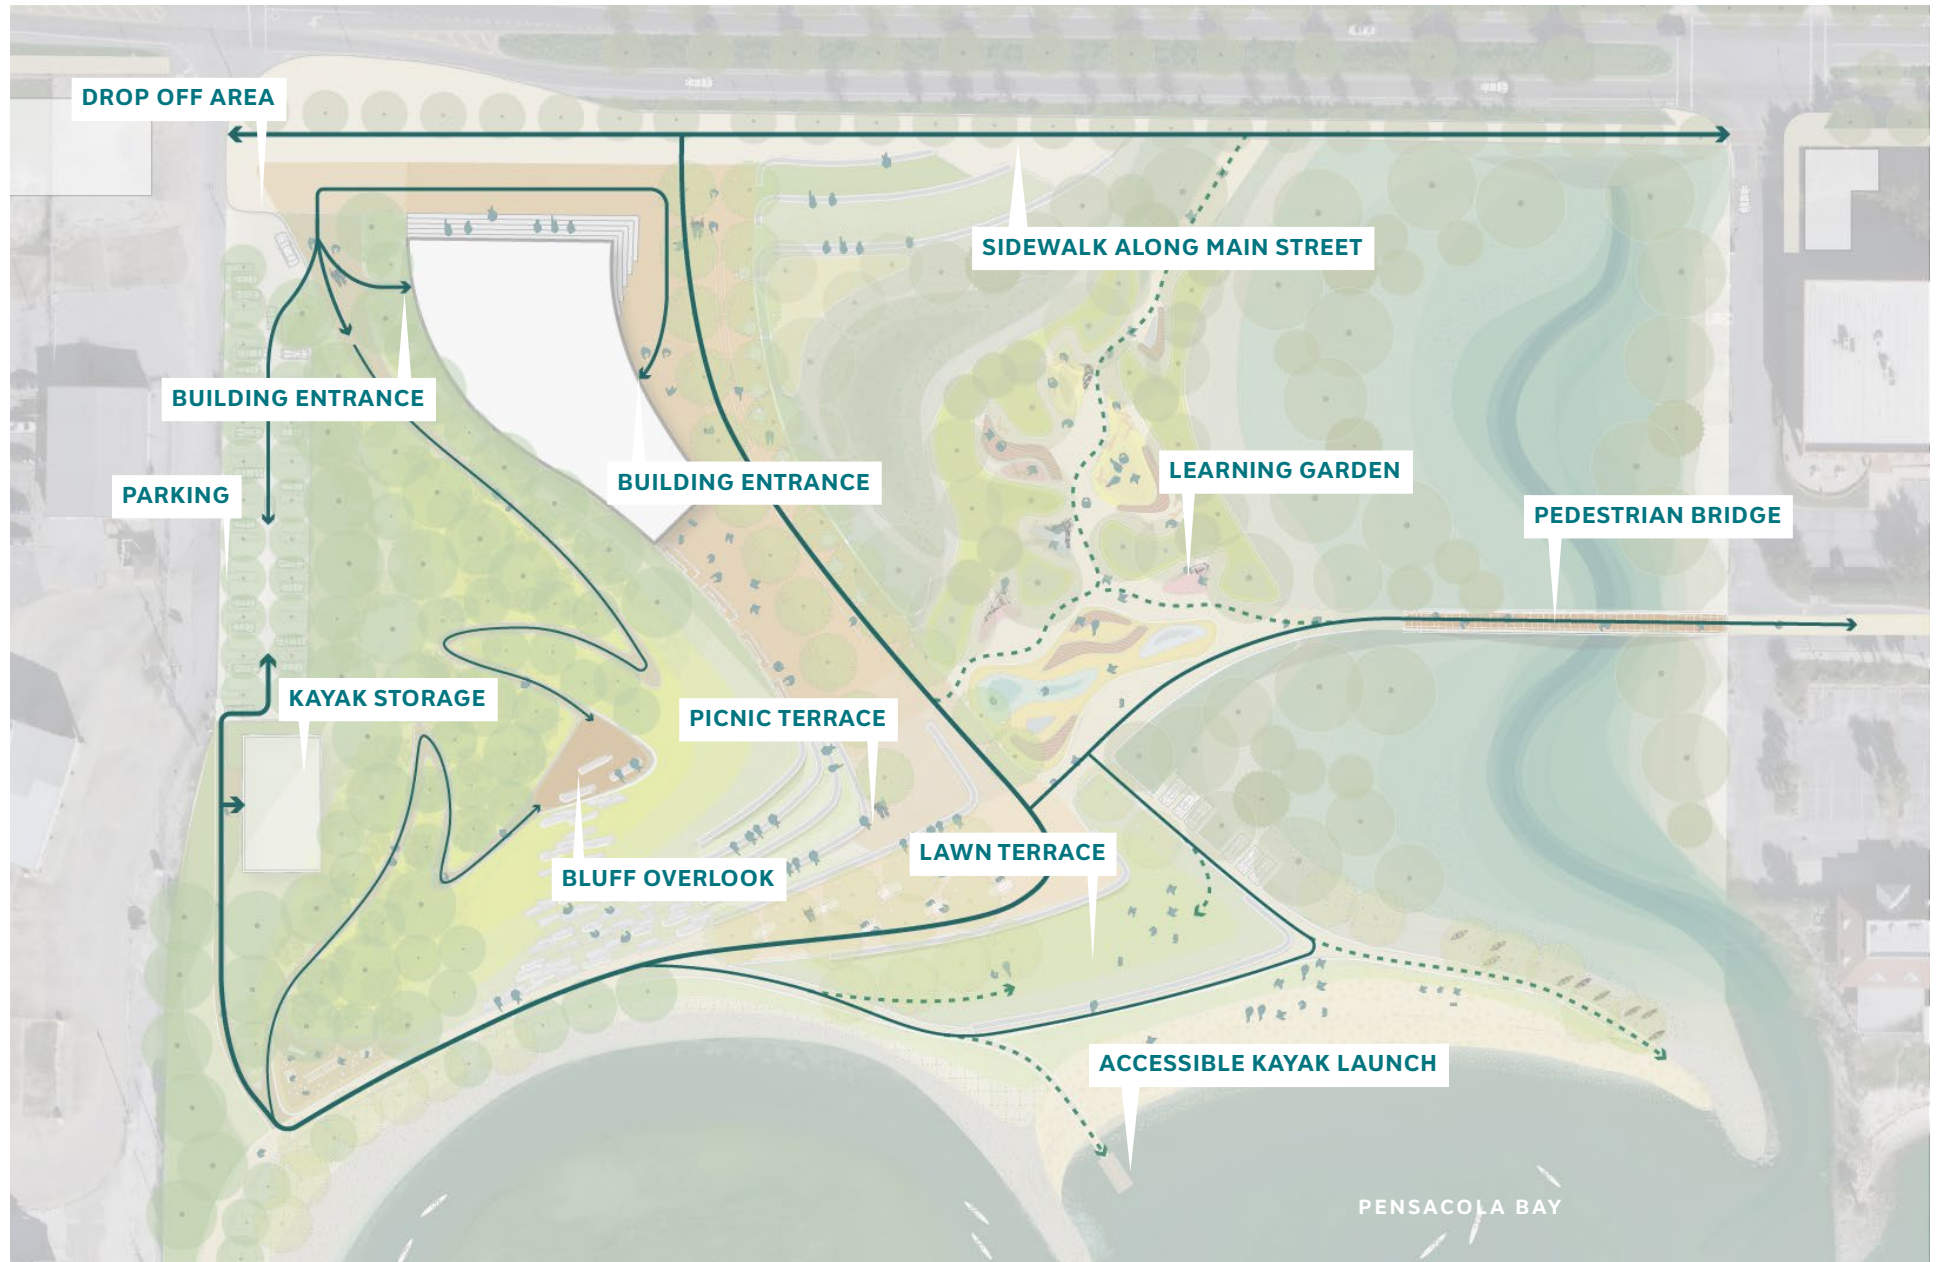 DROP OFF AREA
SIDEWALK ALONG MAIN STREET
BUILDING ENTRANCE
BUILDING ENTRANCE
LEARNING GARDEN
PARKING
PEDESTRIAN BRIDGE
KAYAK STORAGE
PICNIC TERRACE
LAWN TERRACE
BLUFF OVERLOOK
ACCESSIBLE KAYAK LAUNCH
PENSACOLA BAY